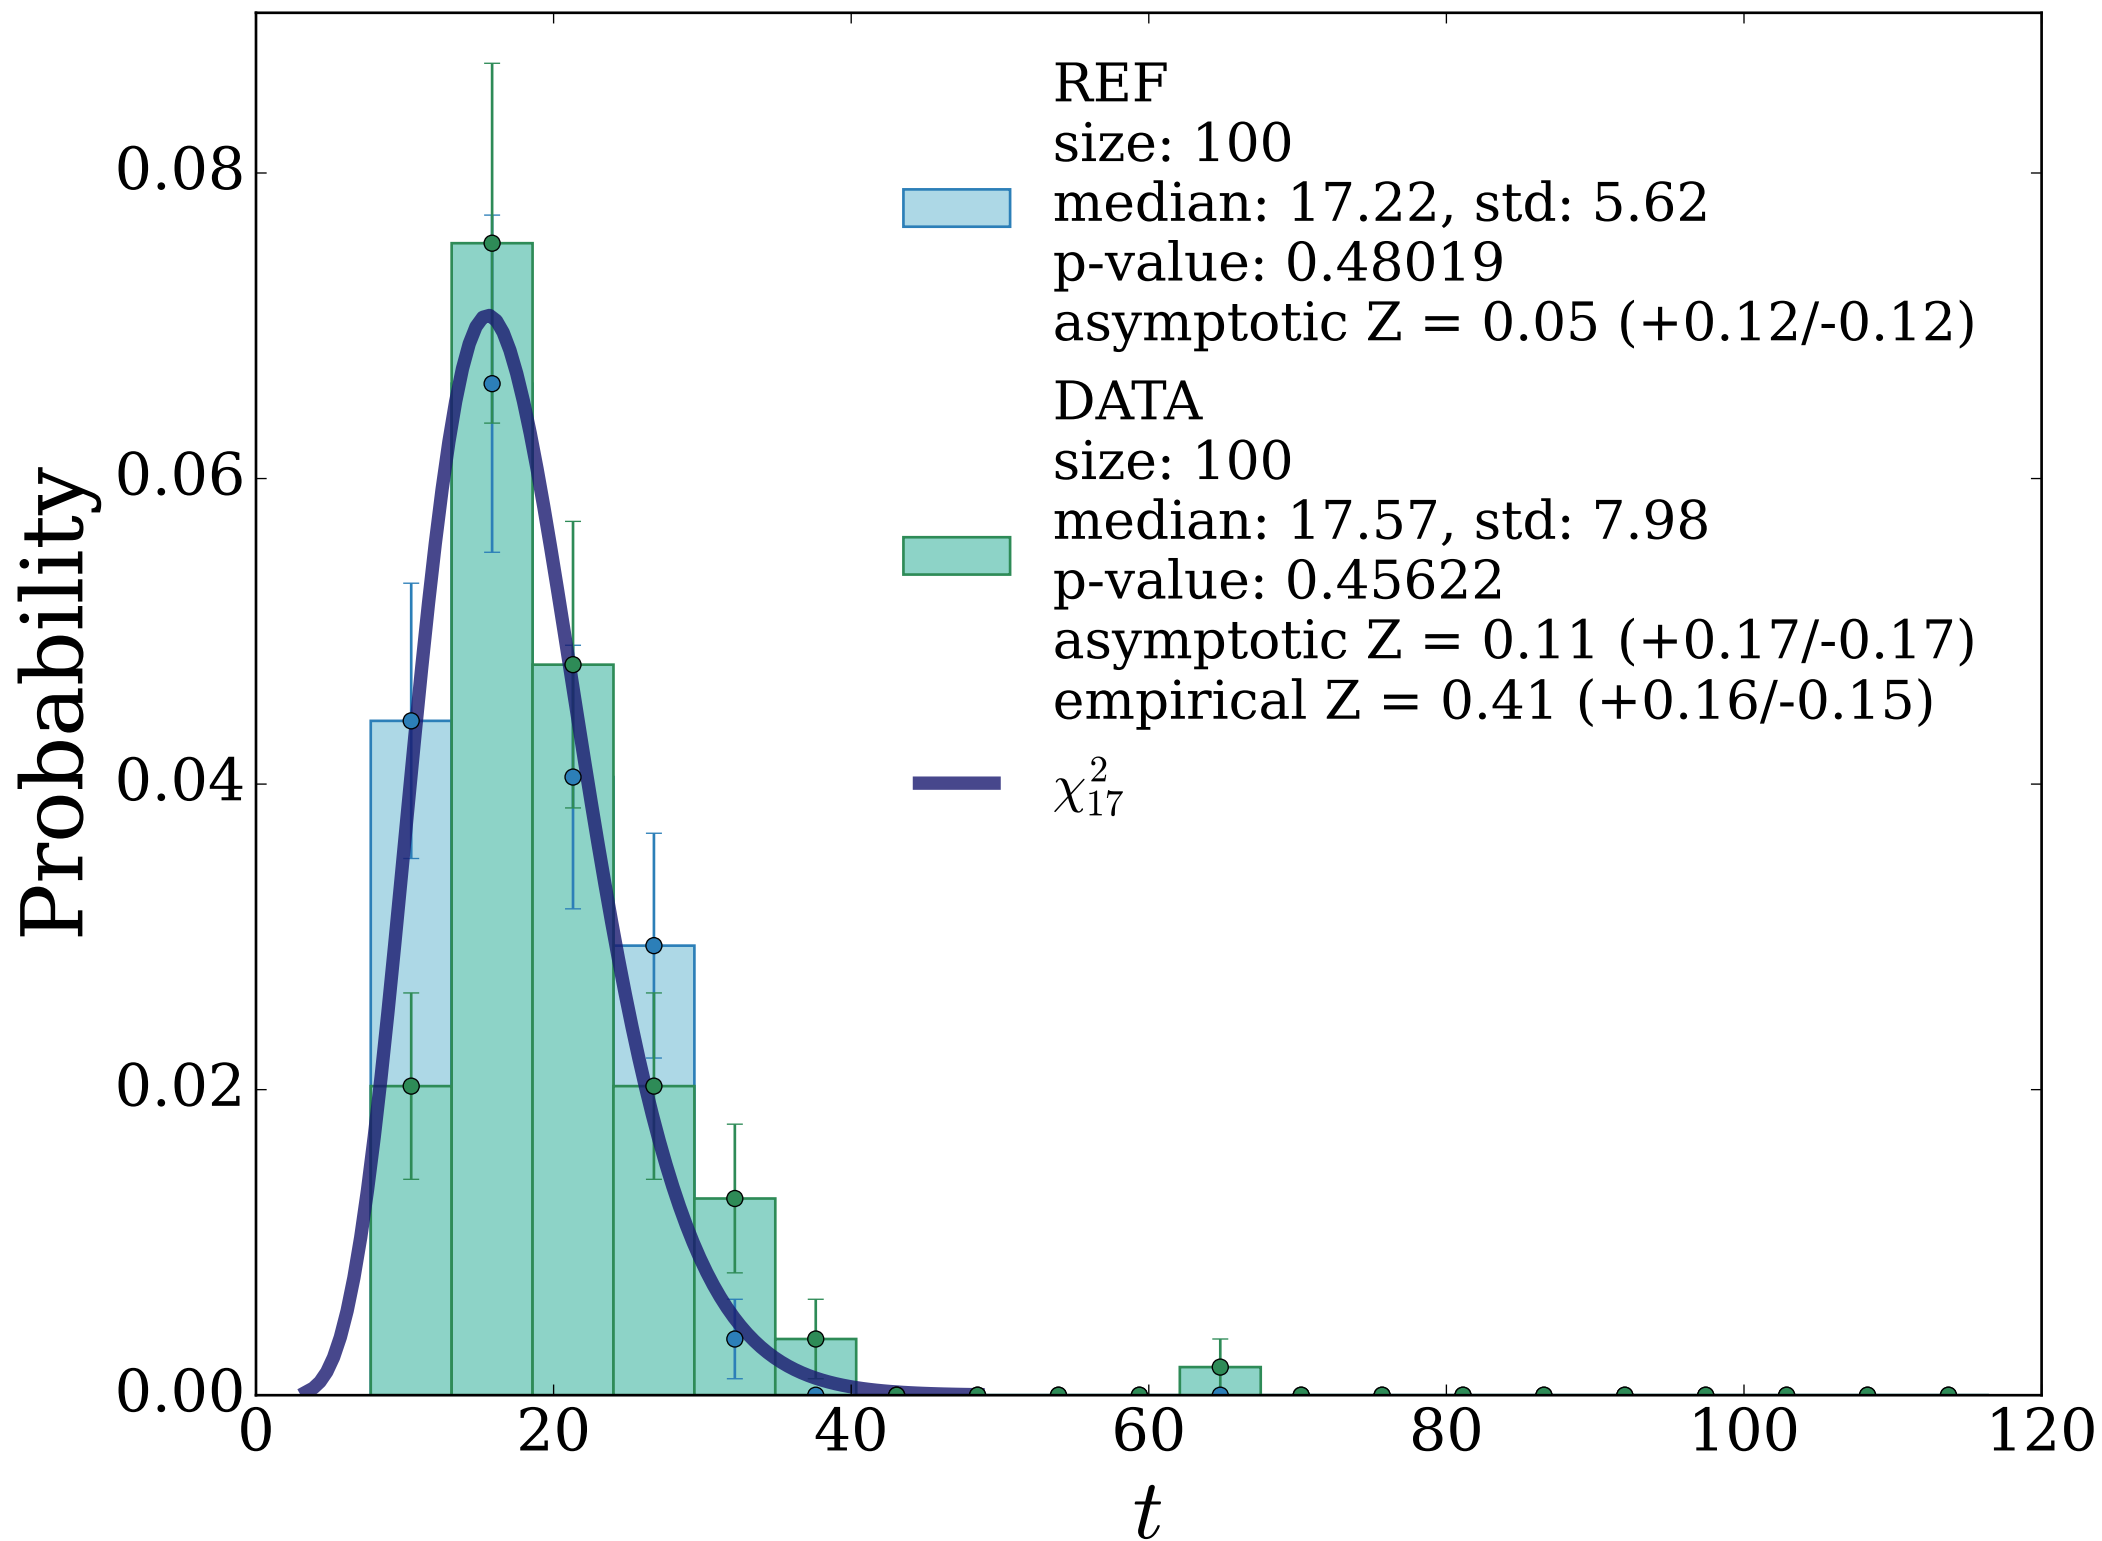 REF
size: 100
median: 17.22, std: 5.62
p-value: 0.48019
asymptotic Z = 0.05 (+0.12/-0.12)
DATA
size: 100
median: 17.57, std: 7.98
p-value: 0.45622
asymptotic Z = 0.11 (+0.17/-0.17)
empirical Z = 0.41 (+0.16/-0.15)
χ²₁₇
Probability
0.08
0.06
0.04
0.02
0.00
0 20 40 60 80 100 120
t